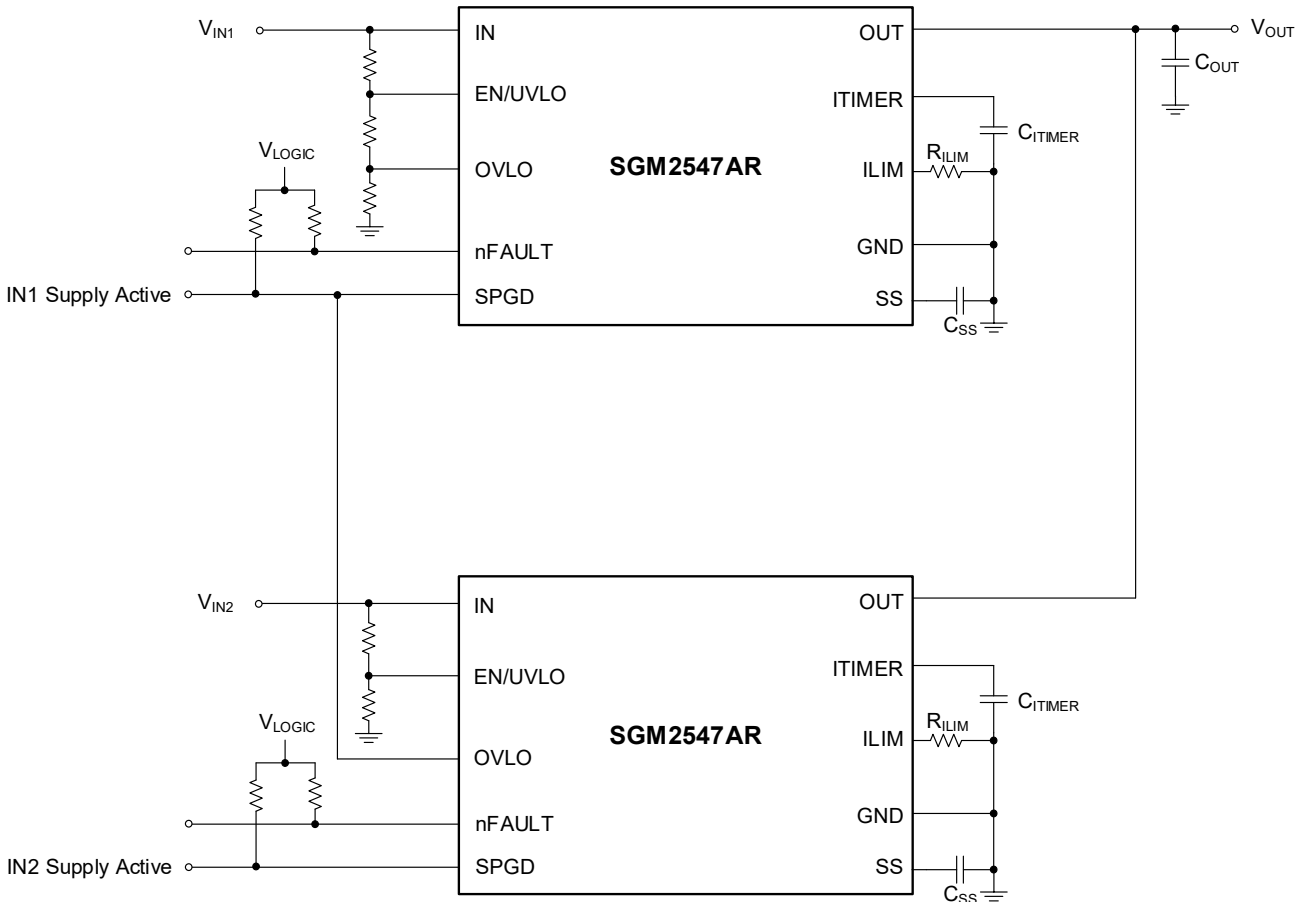 V_IN1
IN
OUT
V_OUT
C_OUT
EN/UVLO
ITIMER
C_ITIMER
V_LOGIC
OVLO
SGM2547AR
ILIM
R_ILIM
nFAULT
GND
IN1 Supply Active
SPGD
SS
C_SS
V_IN2
IN
OUT
EN/UVLO
ITIMER
C_ITIMER
V_LOGIC
OVLO
SGM2547AR
ILIM
R_ILIM
nFAULT
GND
IN2 Supply Active
SPGD
SS
C_SS